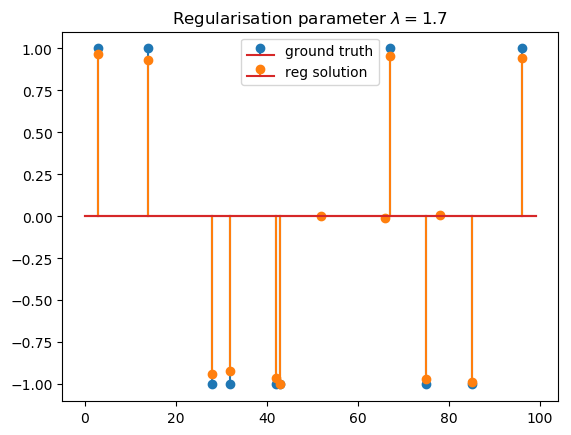 Regularisation parameter λ = 1.7
ground truth
reg solution
1.00
0.75
0.50
0.25
0.00
−0.25
−0.50
−0.75
−1.00
0 20 40 60 80 100